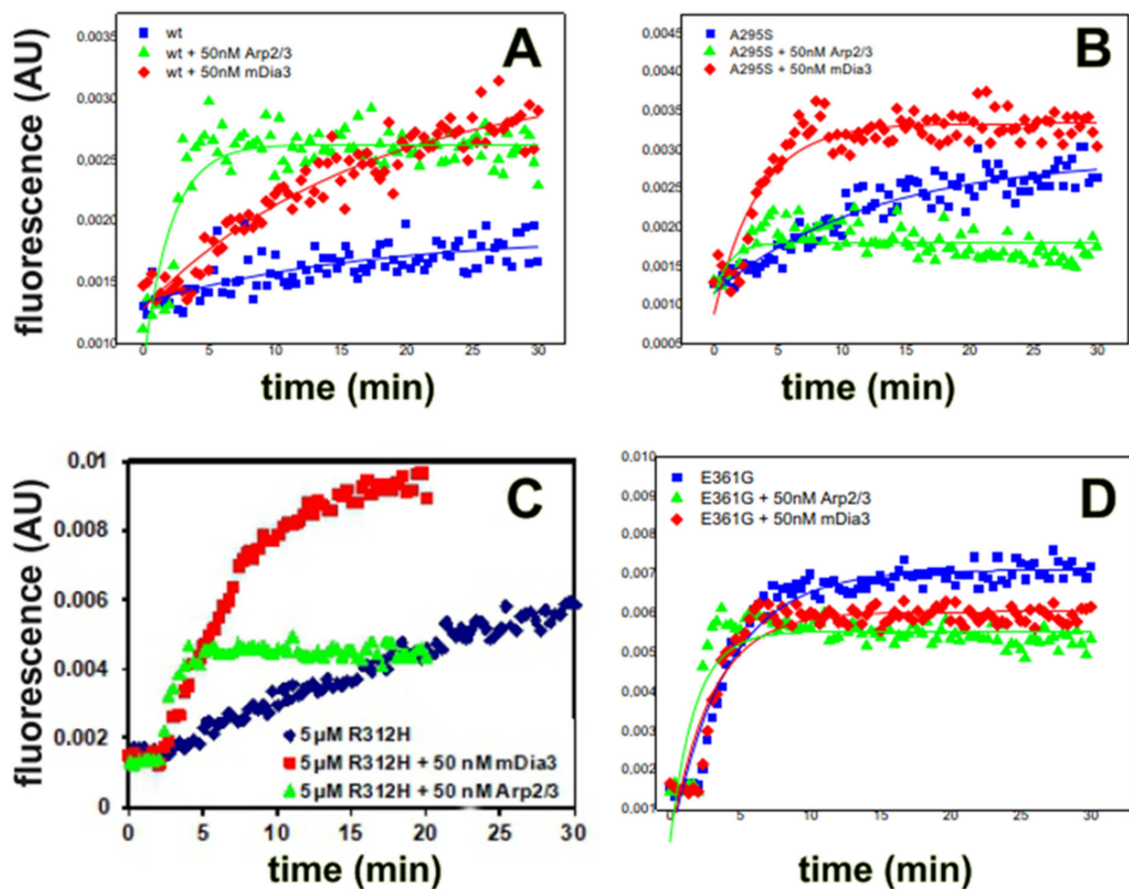 A
wt
wt + 50nM Arp2/3
wt + 50nM mDia3
fluorescence (AU)
0.0035
0.0030
0.0025
0.0020
0.0015
0.0010
0 5 10 15 20 25 30
time (min)
B
A295S
A295S + 50nM Arp2/3
A295S + 50nM mDia3
0.0045
0.0040
0.0035
0.0030
0.0025
0.0020
0.0015
0.0010
0,0005
0 5 10 15 20 25 30
time (min)
C
fluorescence (AU)
0.01
0.008
0.006
0.004
0.002
0
5 µM R312H
5 µM R312H + 50 nM mDia3
5 µM R312H + 50 nM Arp2/3
0 5 10 15 20 25 30
time (min)
D
E361G
E361G + 50nM Arp2/3
E361G + 50nM mDia3
0.010
0.009
0.008
0.007
0.006
0.005
0.004
0.003
0.002
0.001
0 5 10 15 20 25 30
time (min)